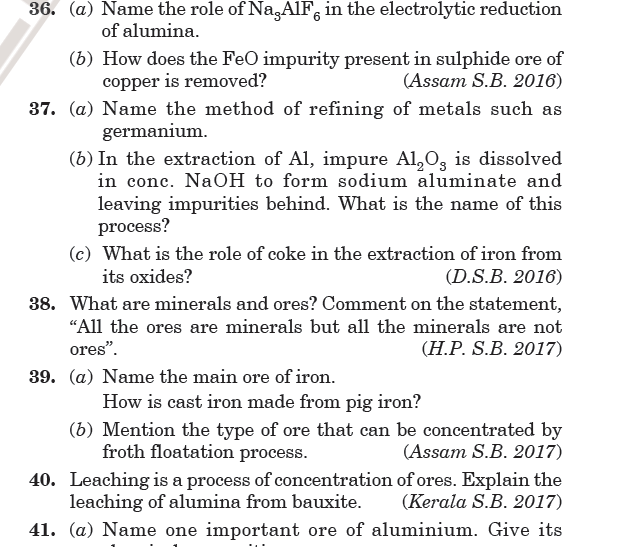 36. (a) Name the role of Na₃AlF₆ in the electrolytic reduction
of alumina.
(b) How does the FeO impurity present in sulphide ore of
copper is removed? (Assam S.B. 2016)
37. (a) Name the method of refining of metals such as
germanium.
(b) In the extraction of Al, impure Al₂O₃ is dissolved
in conc. NaOH to form sodium aluminate and
leaving impurities behind. What is the name of this
process?
(c) What is the role of coke in the extraction of iron from
its oxides? (D.S.B. 2016)
38. What are minerals and ores? Comment on the statement,
“All the ores are minerals but all the minerals are not
ores”. (H.P. S.B. 2017)
39. (a) Name the main ore of iron.
How is cast iron made from pig iron?
(b) Mention the type of ore that can be concentrated by
froth floatation process. (Assam S.B. 2017)
40. Leaching is a process of concentration of ores. Explain the
leaching of alumina from bauxite. (Kerala S.B. 2017)
41. (a) Name one important ore of aluminium. Give its